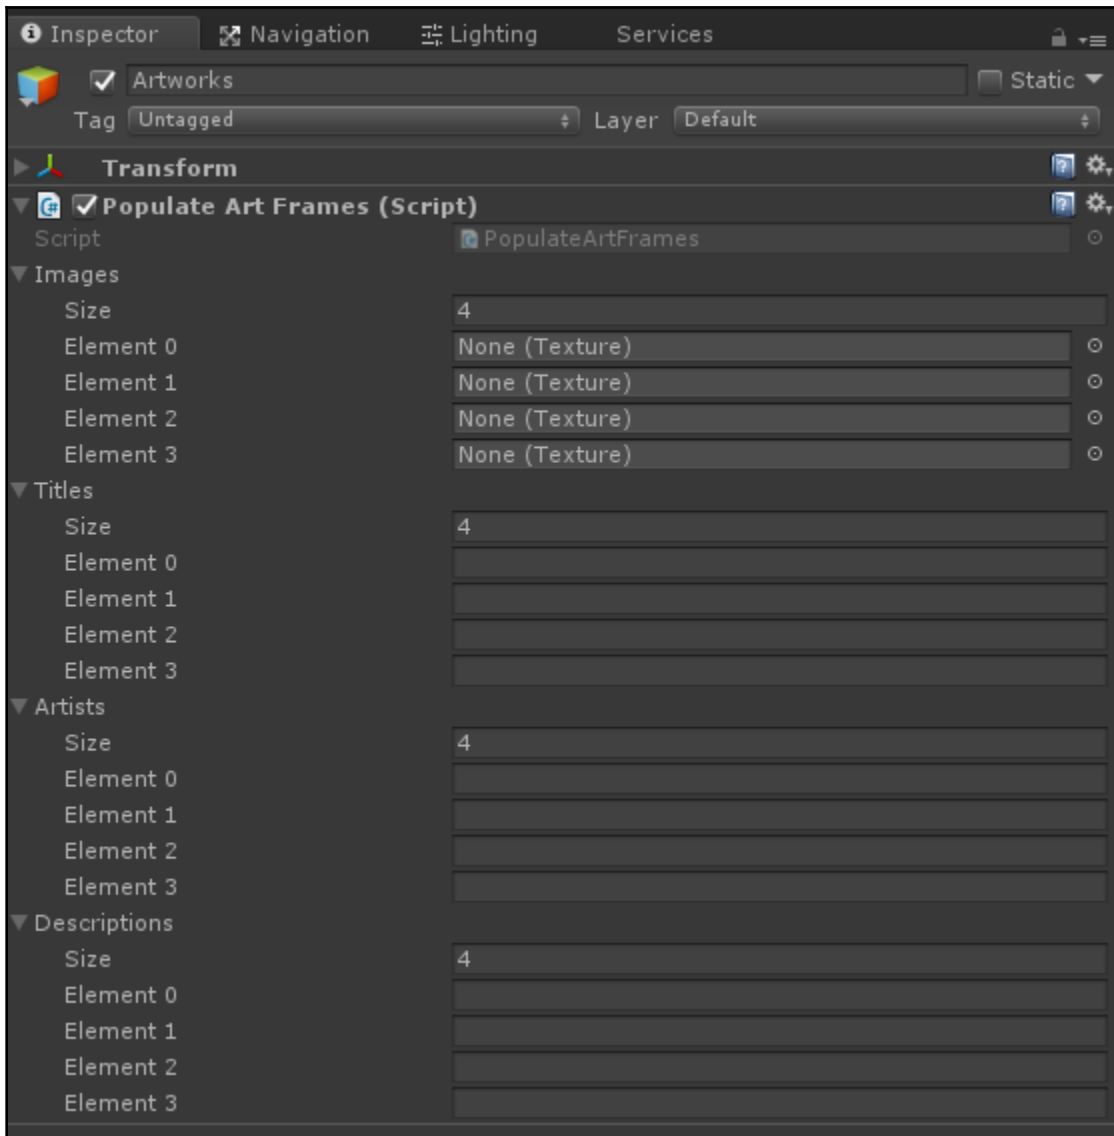 Inspector Navigation Lighting Services
Artworks Static
Tag Untagged Layer Default
Transform
Populate Art Frames (Script)
Script PopulateArtFrames
Images
Size 4
Element 0 None (Texture)
Element 1 None (Texture)
Element 2 None (Texture)
Element 3 None (Texture)
Titles
Size 4
Element 0
Element 1
Element 2
Element 3
Artists
Size 4
Element 0
Element 1
Element 2
Element 3
Descriptions
Size 4
Element 0
Element 1
Element 2
Element 3